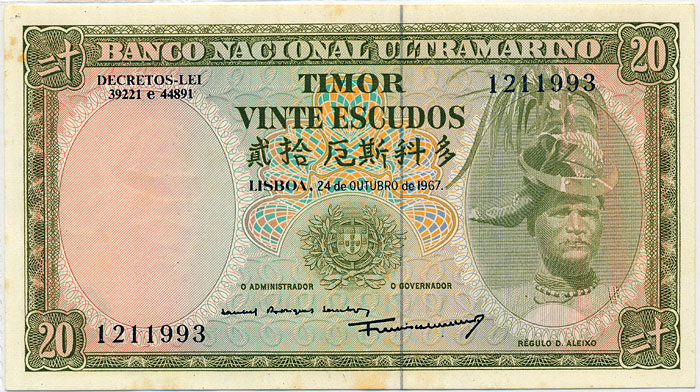 20
二十
BANCO NACIONAL ULTRAMARINO
20
DECRETOS-LEI
39221 e 44891
TIMOR
1211993
VINTE ESCUDOS
貳拾 厄斯科多
LISBOA, 24 de OUTUBRO de 1967.
O ADMINISTRADOR
O GOVERNADOR
20
1211993
RÉGULO D. ALEIXO
二十